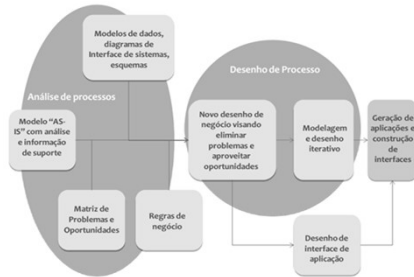 Modelos de dados,
diagramas de
Interface de sistemas,
esquemas
Análise de processos
Desenho de Processo
Modelo “AS-
IS” com análise
e informação
de suporte
Novo desenho de
negócio visando
eliminar
problemas e
aproveitar
oportunidades
Modelagem
e desenho
iterativo
Geração de
aplicações e
construção
de
interfaces
Matriz de
Problemas e
Oportunidades
Regras de
negócio
Desenho
de interface de
aplicação